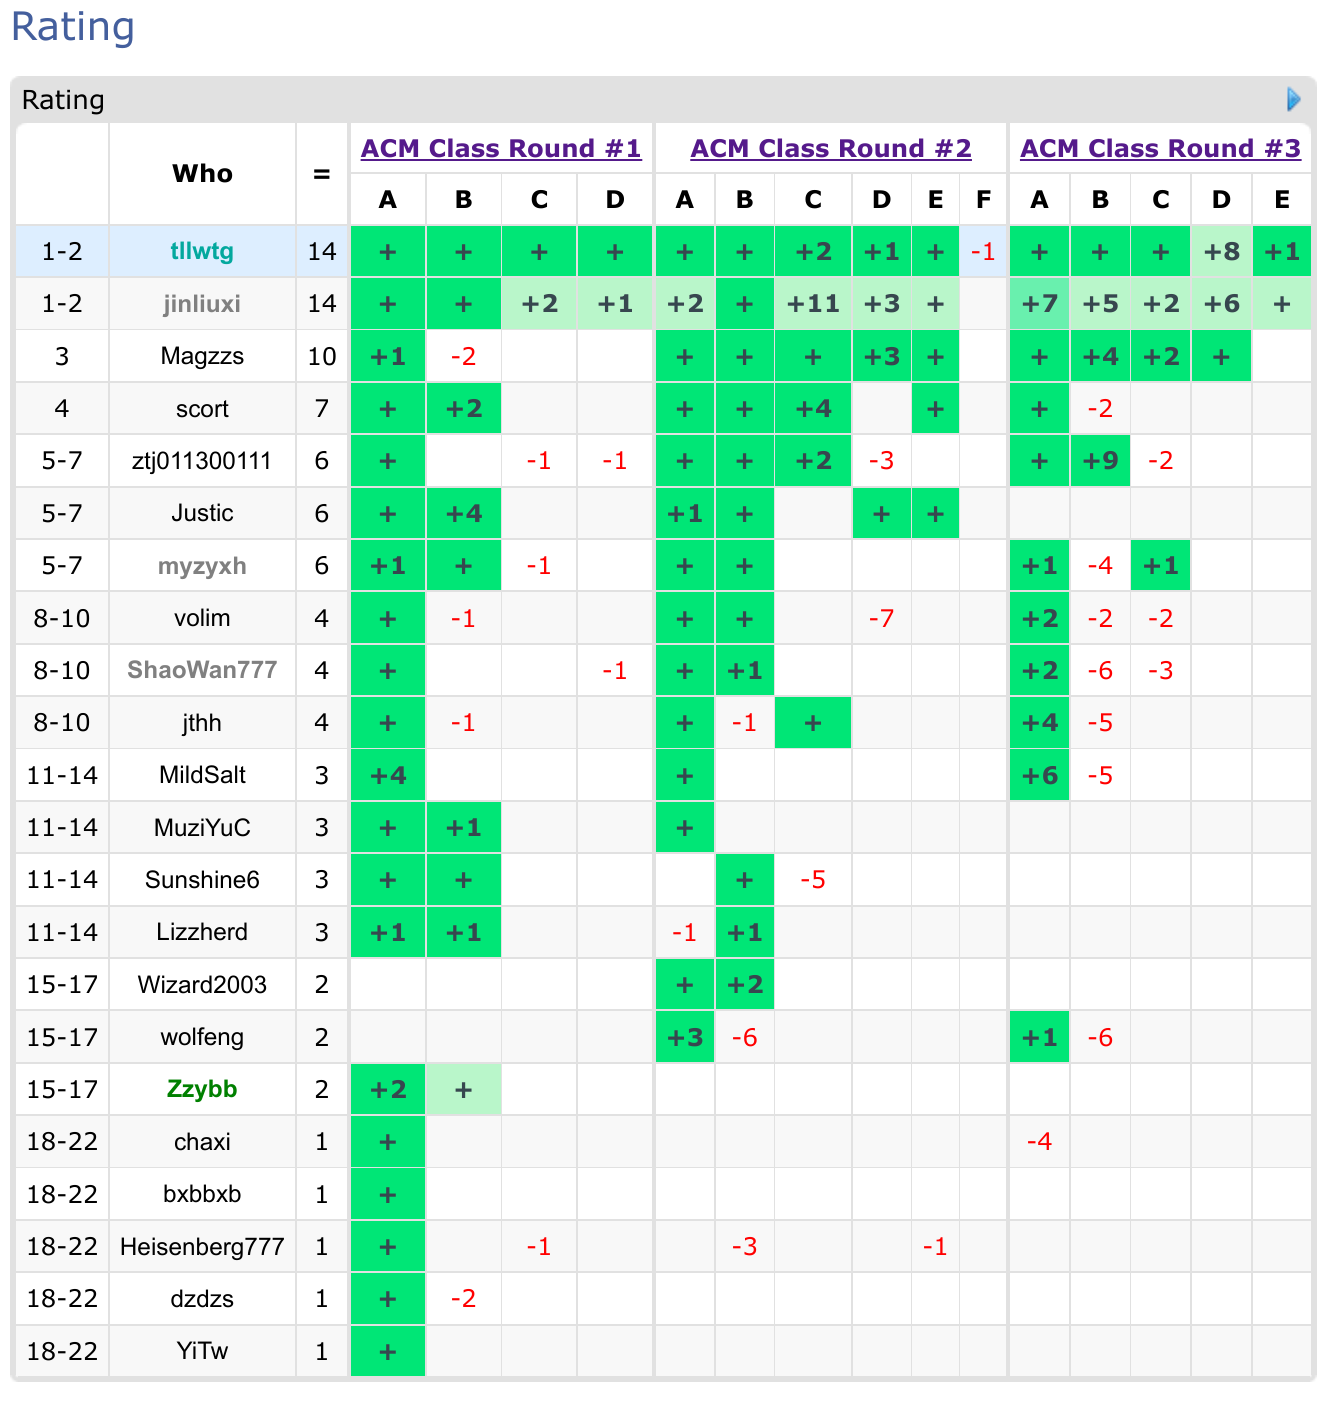 Rating
Rating
Who = ACM Class Round #1 ACM Class Round #2 ACM Class Round #3
A B C D A B C D E F A B C D E
1-2 tllwtg 14 + + + + + + +2 +1 + -1 + + + +8 +1
1-2 jinliuxi 14 + + +2 +1 +2 + +11 +3 + +7 +5 +2 +6 +
3 Magzzs 10 +1 -2 + + + +3 + + +4 +2 +
4 scort 7 + +2 + + +4 + + -2
5-7 ztj011300111 6 + -1 -1 + + +2 -3 + +9 -2
5-7 Justic 6 + +4 +1 + + +
5-7 myzyxh 6 +1 + -1 + + +1 -4 +1
8-10 volim 4 + -1 + + -7 +2 -2 -2
8-10 ShaoWan777 4 + -1 + +1 +2 -6 -3
8-10 jthh 4 + -1 + -1 + +4 -5
11-14 MildSalt 3 +4 + +6 -5
11-14 MuziYuC 3 + +1 +
11-14 Sunshine6 3 + + + -5
11-14 Lizzherd 3 +1 +1 -1 +1
15-17 Wizard2003 2 + +2
15-17 wolfeng 2 +3 -6 +1 -6
15-17 Zzybb 2 +2 +
18-22 chaxi 1 + -4
18-22 bxbbxb 1 +
18-22 Heisenberg777 1 + -1 -3 -1
18-22 dzdzs 1 + -2
18-22 YiTw 1 +